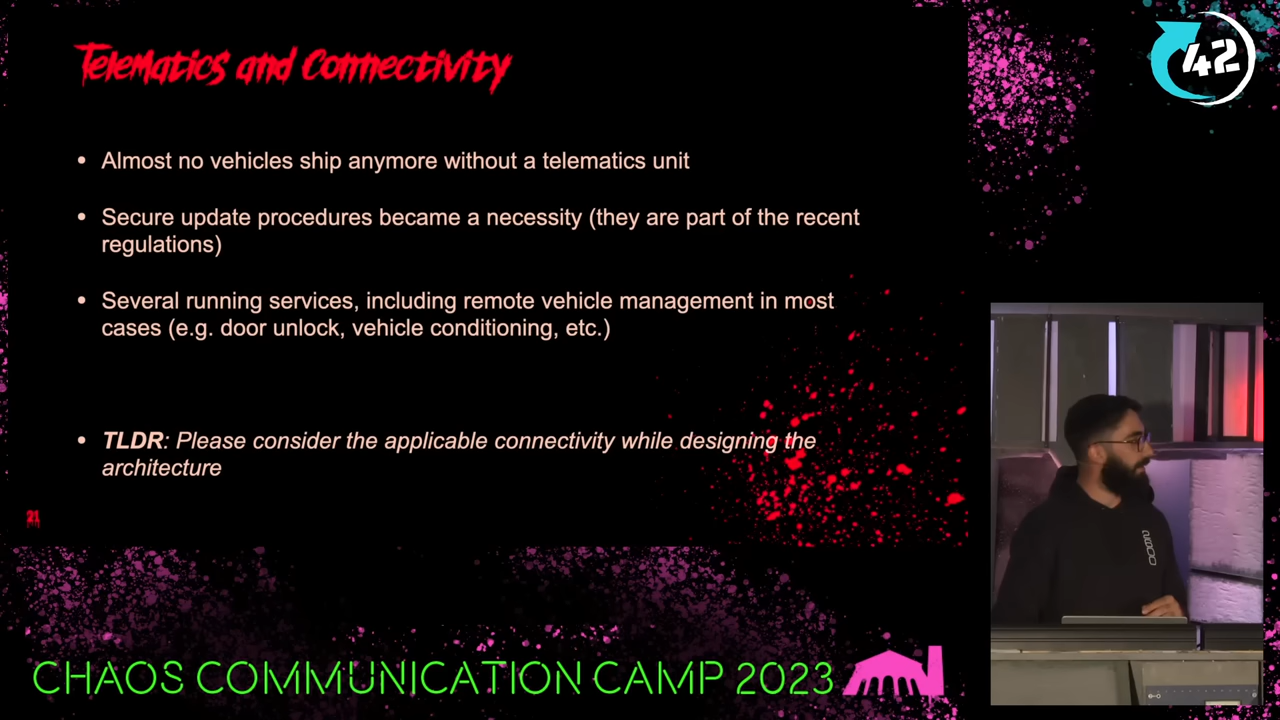 Telematics and Connectivity
42
• Almost no vehicles ship anymore without a telematics unit
• Secure update procedures became a necessity (they are part of the recent
regulations)
• Several running services, including remote vehicle management in most
cases (e.g. door unlock, vehicle conditioning, etc.)
• TLDR: Please consider the applicable connectivity while designing the
architecture
21
CHAOS COMMUNICATION CAMP 2023